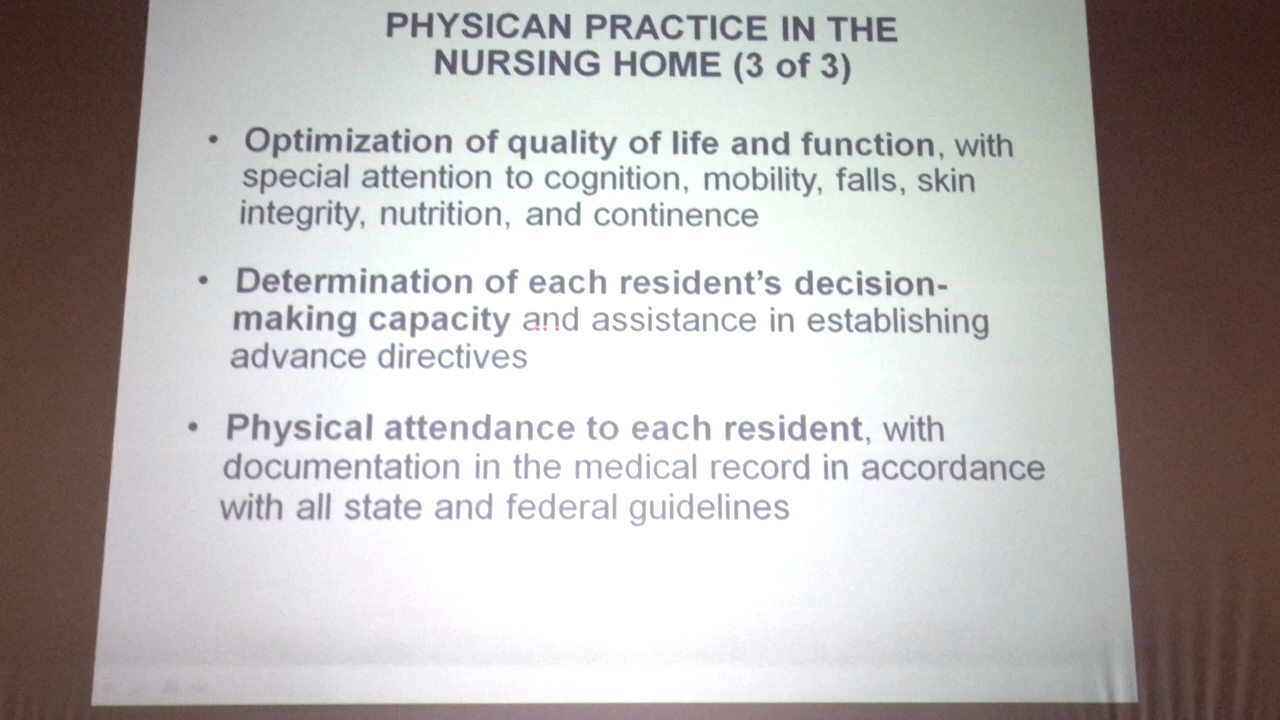 PHYSICAN PRACTICE IN THE
NURSING HOME (3 of 3)
• Optimization of quality of life and function, with
special attention to cognition, mobility, falls, skin
integrity, nutrition, and continence
• Determination of each resident's decision-
making capacity and assistance in establishing
advance directives
• Physical attendance to each resident, with
documentation in the medical record in accordance
with all state and federal guidelines